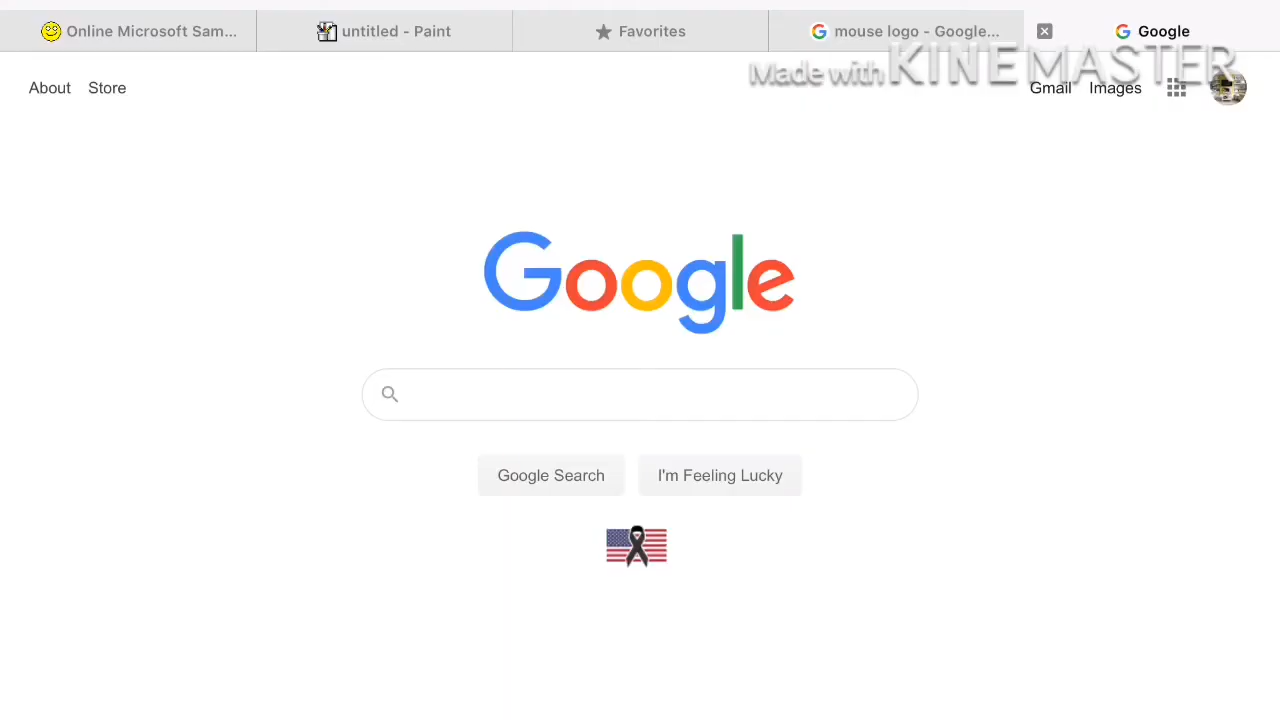 Online Microsoft Sam...
untitled - Paint
Favorites
mouse logo - Google...
Google
Made with KINEMASTER
About Store
Gmail Images
Google
Google Search I'm Feeling Lucky